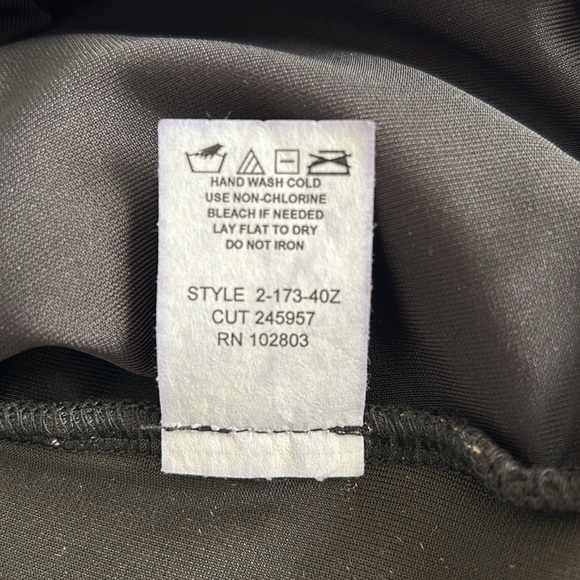 HAND WASH COLD
USE NON-CHLORINE
BLEACH IF NEEDED
LAY FLAT TO DRY
DO NOT IRON
STYLE 2-173-40Z
CUT 245957
RN 102803